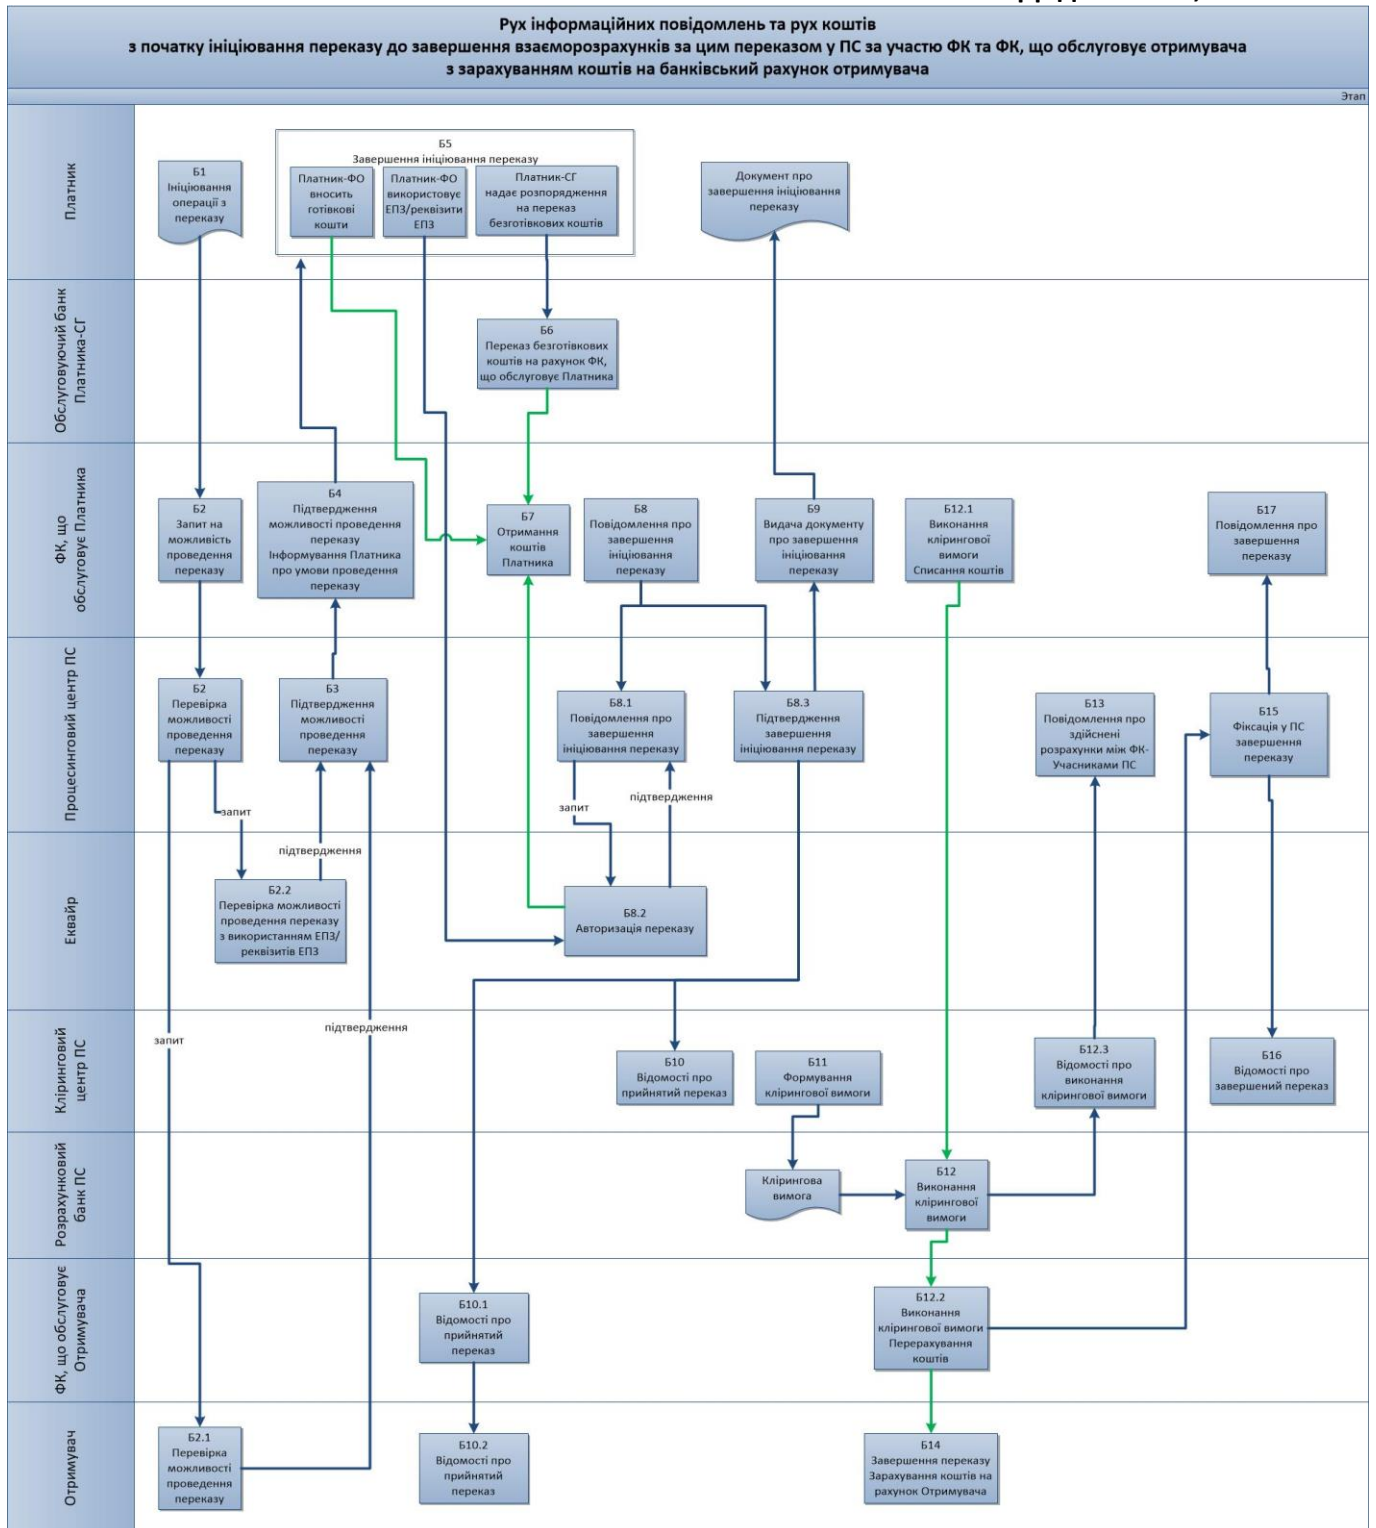 Рух інформаційних повідомлень та рух коштів
з початку ініціювання переказу до завершення взаєморозрахунків за цим переказом у ПС за участю ФК та ФК, що обслуговує отримувача
з зарахуванням коштів на банківський рахунок отримувача
Этап
Платник
Б1
Ініціювання
операції з
переказу
Б5
Завершення ініціювання переказу
Платник-ФО
вносить
готівкові
кошти
Платник-ФО
використовує
ЕПЗ/реквізити
ЕПЗ
Платник-СГ
надає розпорядження
на переказ
безготівкових коштів
Документ про
завершення ініціювання
переказу
Обслуговуючий банк
Платника-СГ
Б6
Переказ безготівкових
коштів на рахунок ФК,
що обслуговує Платника
ФК, що
обслуговує Платника
Б2
Запит на
можливість
проведення
переказу
Б4
Підтвердження
можливості проведення
переказу
Інформування Платника
про умови проведення
переказу
Б7
Отримання
коштів
Платника
Б8
Повідомлення про
завершення
ініціювання
переказу
Б9
Видача документу
про завершення
ініціювання
переказу
Б12.1
Виконання
клірингової
вимоги
Списання коштів
Б17
Повідомлення про
завершення
переказу
Процесинговий центр ПС
Б2
Перевірка
можливості
проведення
переказу
Б3
Підтвердження
можливості
проведення
переказу
Б8.1
Повідомлення про
завершення
ініціювання переказу
Б8.3
Підтвердження
завершення
ініціювання переказу
Б13
Повідомлення про
здійснені
розрахунки між ФК-
Учасниками ПС
Б15
Фіксація у ПС
завершення
переказу
запит
підтвердження
запит
підтвердження
Еквайр
Б2.2
Перевірка можливості
проведення переказу
з використанням ЕПЗ/
реквізитів ЕПЗ
Б8.2
Авторизація переказу
Кліринговий
центр ПС
запит
підтвердження
Б10
Відомості про
прийнятий переказ
Б11
Формування
клірингової вимоги
Б12.3
Відомості про
виконання
клірингової вимоги
Б16
Відомості про
завершений переказ
Розрахунковий
банк ПС
Клірингова
вимога
Б12
Виконання
клірингової
вимоги
ФК, що обслуговує
Отримувача
Б10.1
Відомості про
прийнятий
переказ
Б12.2
Виконання
клірингової вимоги
Перерахування
коштів
Отримувач
Б2.1
Перевірка
можливості
проведення
переказу
Б10.2
Відомості про
прийнятий
переказ
Б14
Завершення переказу
Зарахування коштів на
рахунок Отримувача